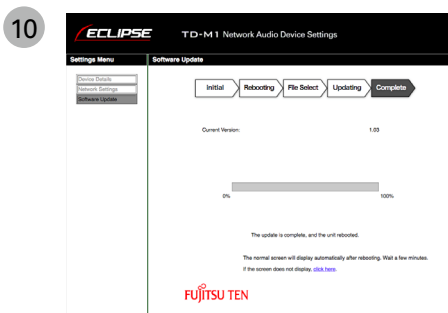 10
ECLIPSE
TD-M1 Network Audio Device Settings
Settings Menu
Software Update
Device Details
Network Settings
Software Update
Initial
Rebooting
File Select
Updating
Complete
Current Version:
1.03
0%
100%
The update is complete, and the unit rebooted.
The normal screen will display automatically after rebooting. Wait a few minutes.
If the screen does not display, click here.
FUJITSU TEN